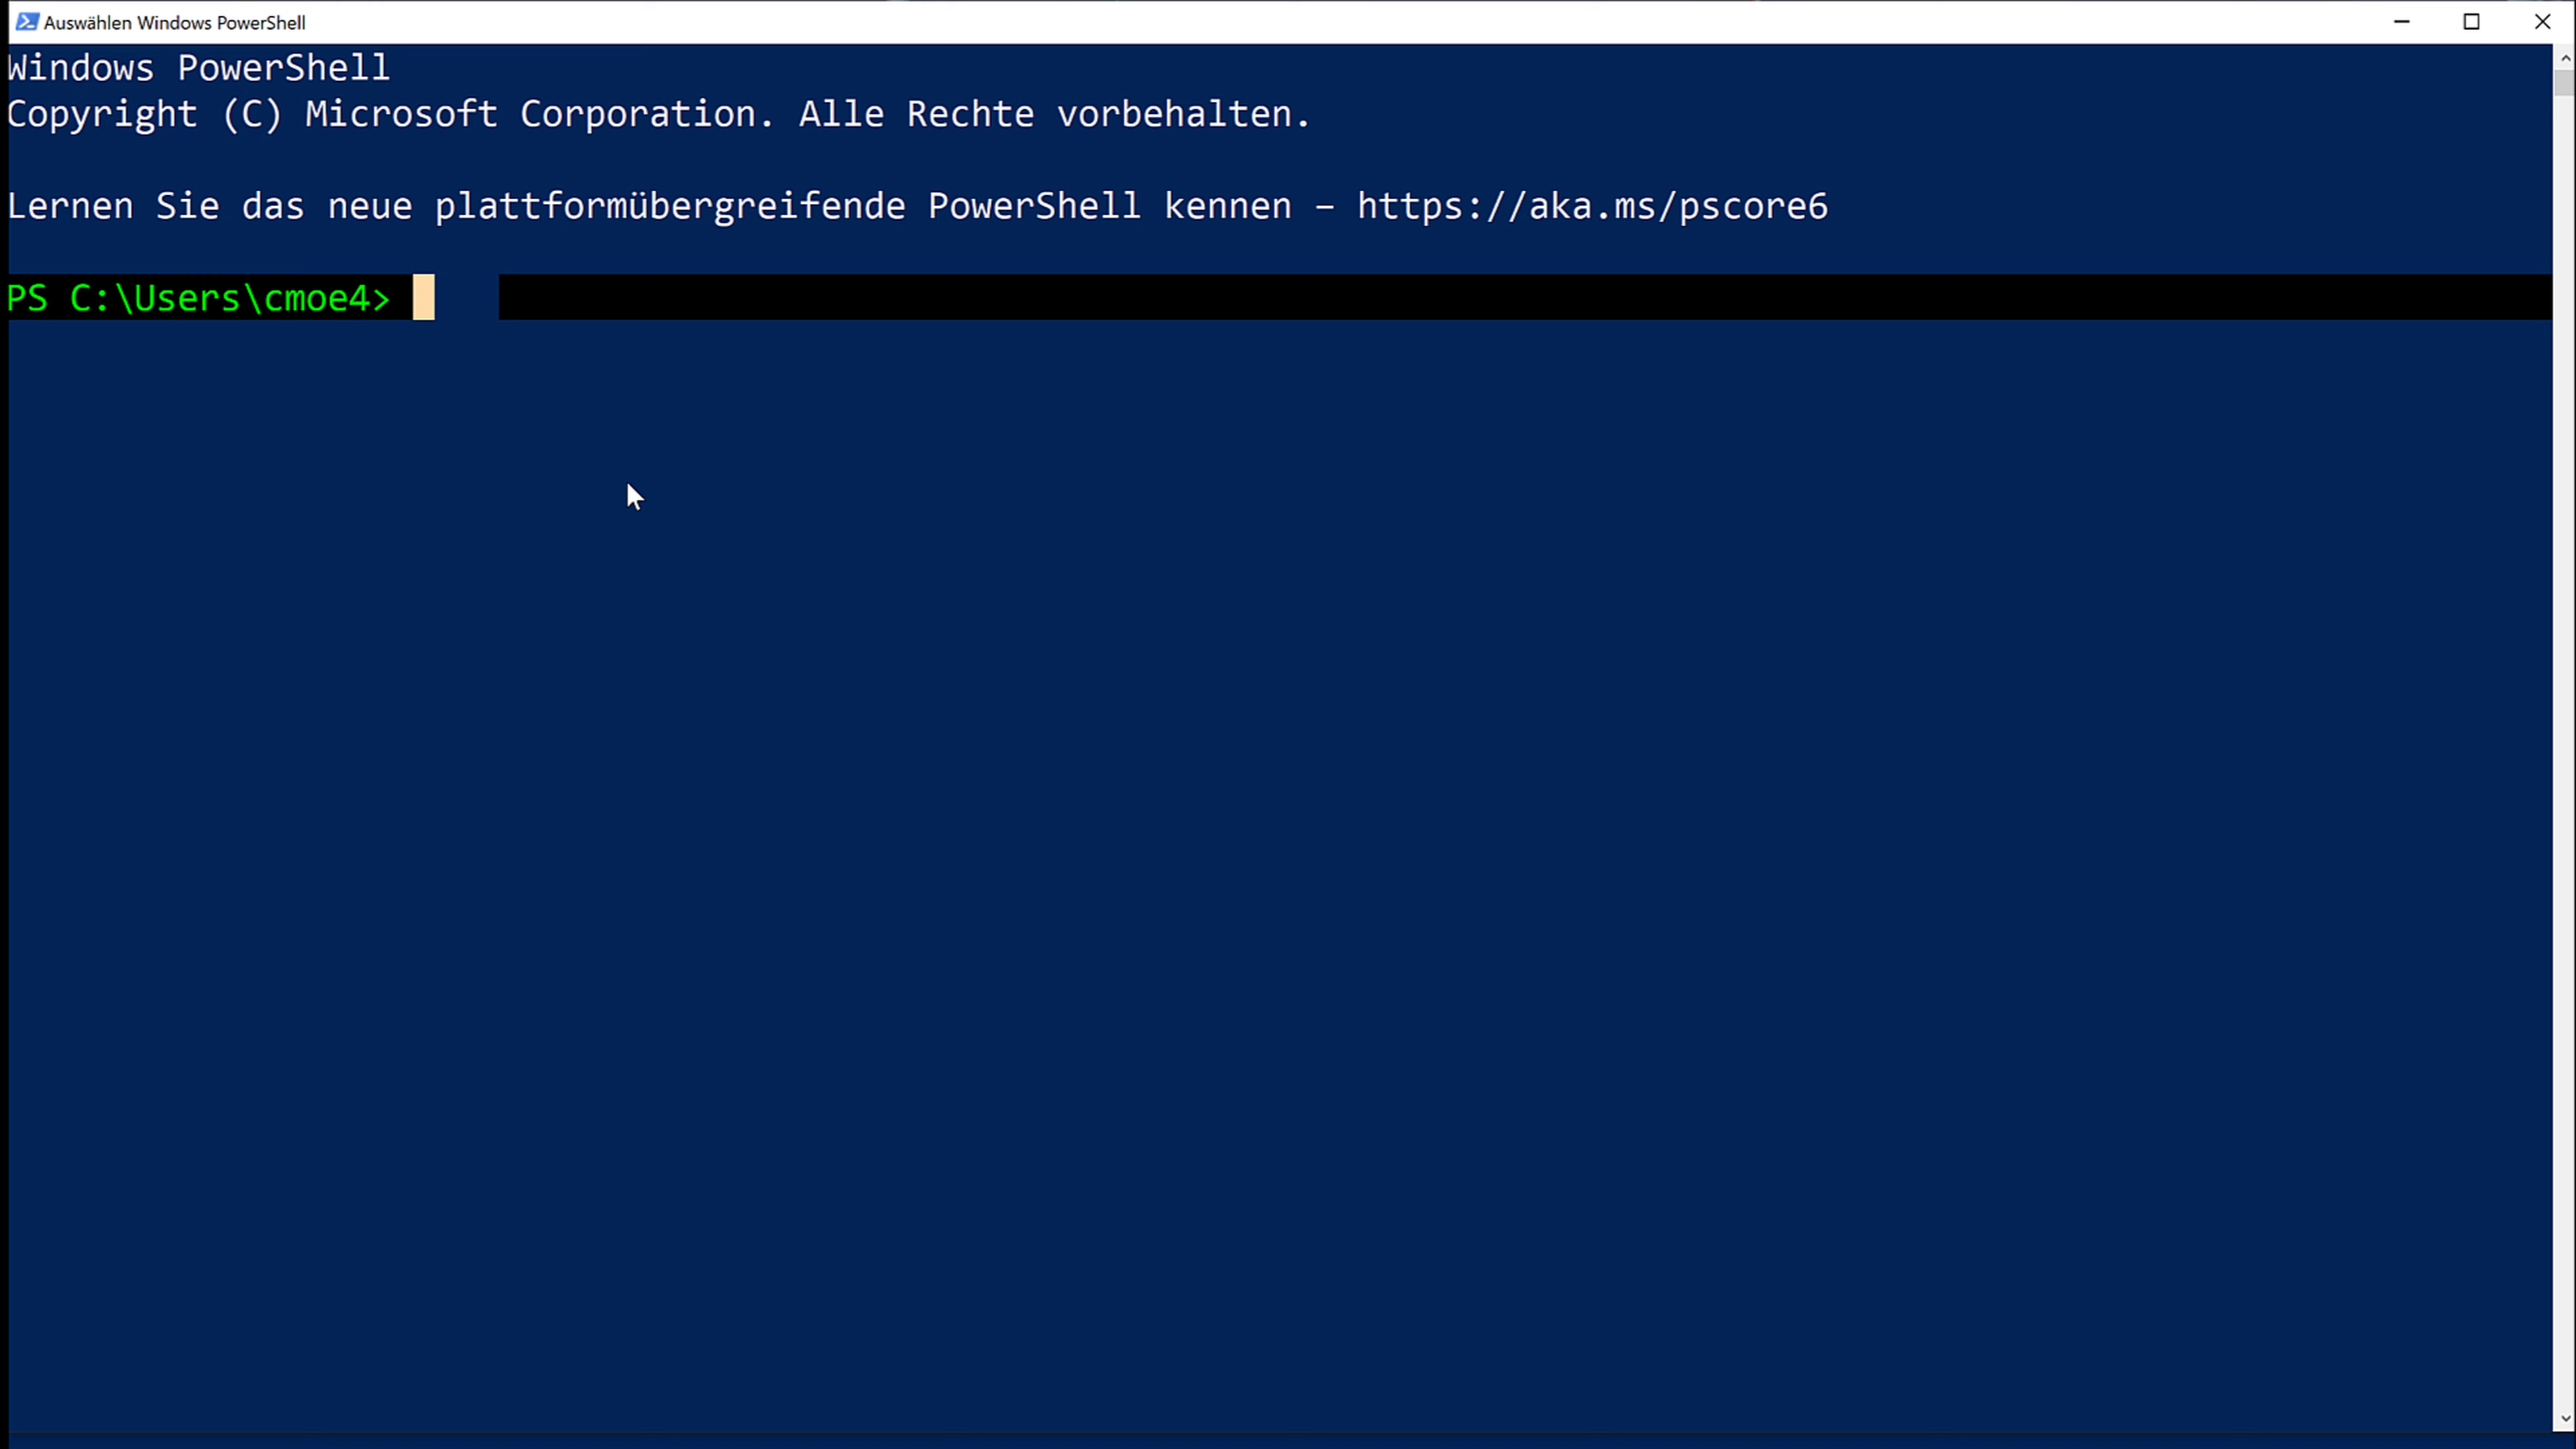 Auswählen Windows PowerShell
Windows PowerShell
Copyright (C) Microsoft Corporation. Alle Rechte vorbehalten.
Lernen Sie das neue plattformübergreifende PowerShell kennen – https://aka.ms/pscore6
PS C:\Users\cmoe4>